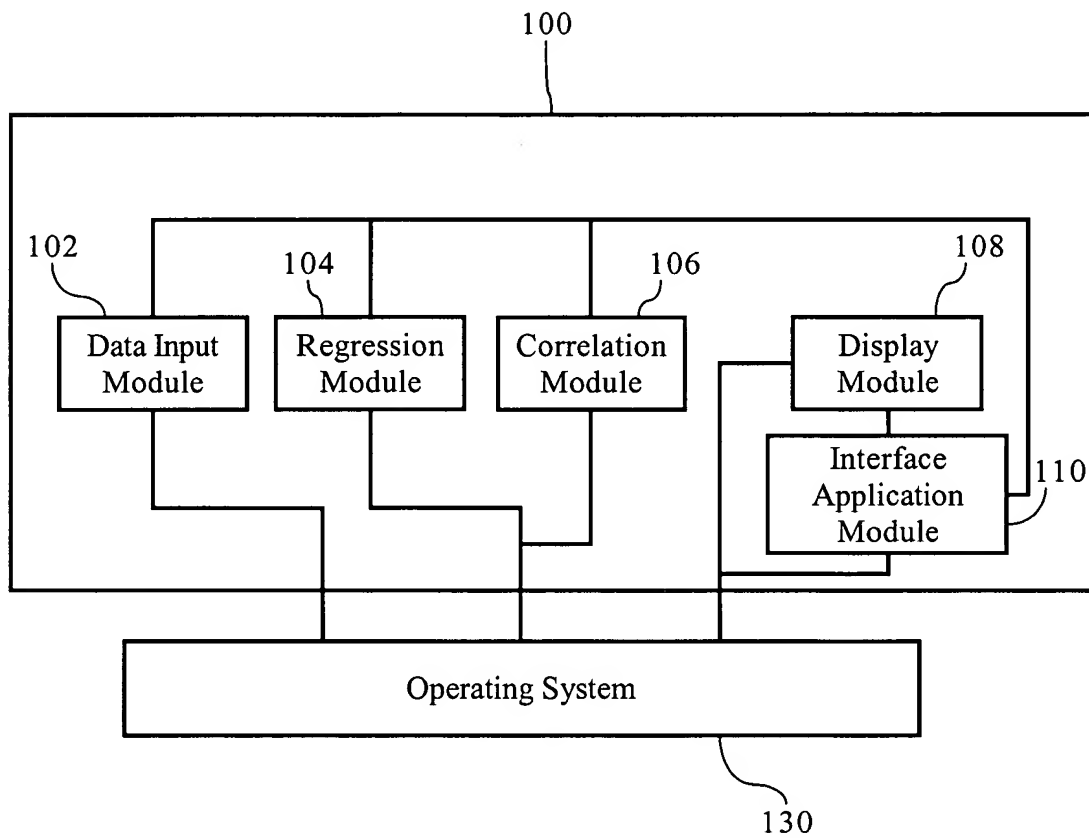 100
102
104
106
108
Data Input
Module
Regression
Module
Correlation
Module
Display
Module
Interface
Application
Module
110
Operating System
130